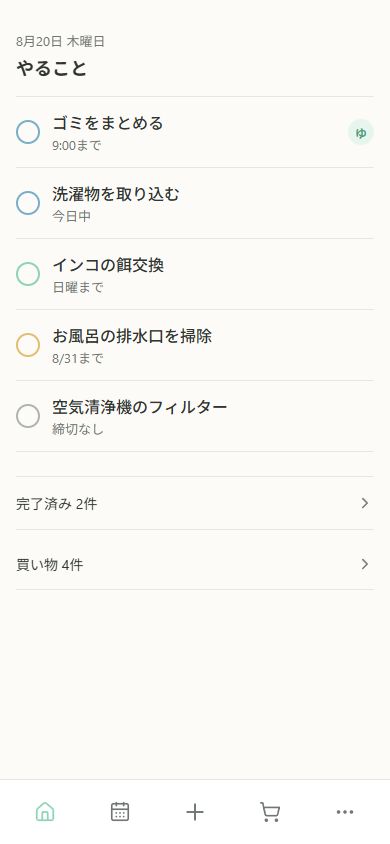 8月20日 木曜日
やること
ゴミをまとめる
9:00まで
ゆ
洗濯物を取り込む
今日中
インコの餌交換
日曜まで
お風呂の排水口を掃除
8/31まで
空気清浄機のフィルター
締切なし
完了済み 2件
買い物 4件